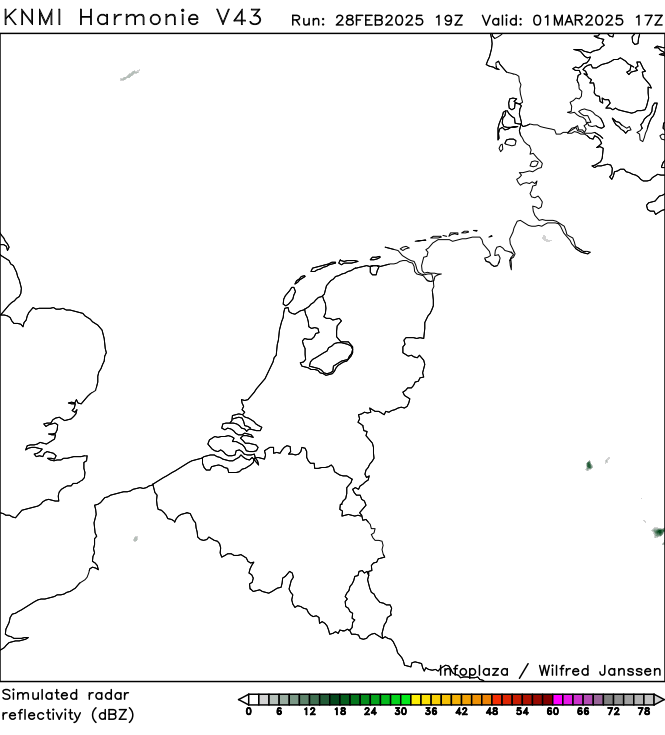 KNMI Harmonie V43 Run: 28FEB2025 19Z Valid: 01MAR2025 17Z
Infoplaza / Wilfred Janssen
Simulated radar
reflectivity (dBZ)
0 6 12 18 24 30 36 42 48 54 60 66 72 78